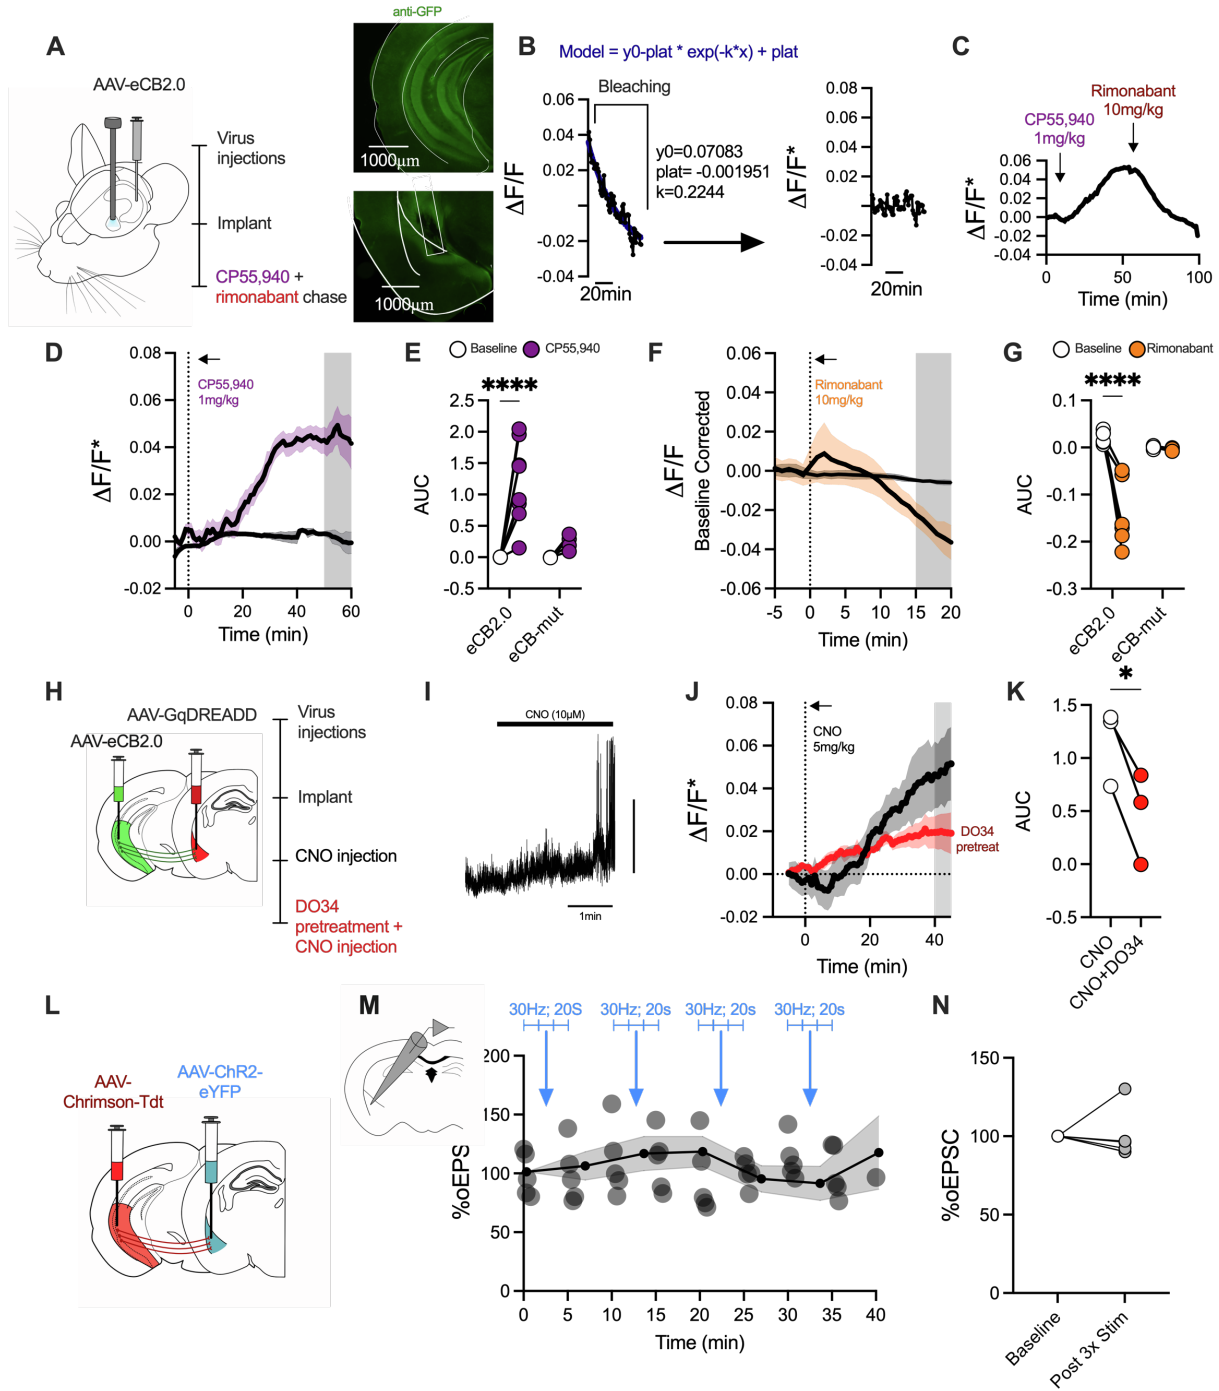 A
AAV-eCB2.0
Virus
injections
Implant
CP55,940 +
rimonabant chase
anti-GFP
1000µm
1000µm
B
Model = y0-plat * exp(-k*x) + plat
Bleaching
ΔF/F
0.06
0.04
0.00
-0.02
-0.04
20min
y0=0.07083
plat= -0.001951
k=0.2244
ΔF/F*
0.08
0.06
0.04
0.02
0.00
-0.02
-0.04
20min
C
CP55,940
1mg/kg
Rimonabant
10mg/kg
ΔF/F*
0.06
0.04
0.02
0.00
-0.02
-0.04
0
50
100
Time (min)
D
ΔF/F*
0.08
0.06
0.04
0.02
0.00
-0.02
CP55,940
1mg/kg
0
20
40
60
Time (min)
E
Baseline
CP55,940
****
AUC
2.5
2.0
1.5
1.0
0.5
0.0
-0.5
eCB2.0
eCB-mut
F
ΔF/F
Baseline Corrected
0.06
0.04
0.02
0.00
-0.02
-0.04
-0.06
Rimonabant
10mg/kg
-5
0
5
10
15
20
Time (min)
G
Baseline
Rimonabant
****
AUC
0.1
0.0
-0.1
-0.2
-0.3
eCB2.0
eCB-mut
H
AAV-GqDREADD
AAV-eCB2.0
Virus
injections
Implant
CNO injection
DO34
pretreatment +
CNO injection
I
CNO (10µM)
1min
J
ΔF/F*
0.08
0.06
0.04
0.02
0.00
-0.02
CNO
5mg/kg
DO34
pretreat
0
20
40
Time (min)
K
*
AUC
1.5
1.0
0.5
0.0
-0.5
CNO
CNO+DO34
L
AAV-
Chrimson-Tdt
AAV-ChR2-
eYFP
M
30Hz; 20S
30Hz; 20s
30Hz; 20s
30Hz; 20s
%oEPS
200
150
100
50
0
0
5
10
15
20
25
30
35
40
Time (min)
N
%oEPSC
150
100
50
0
Baseline
Post 3x Stim